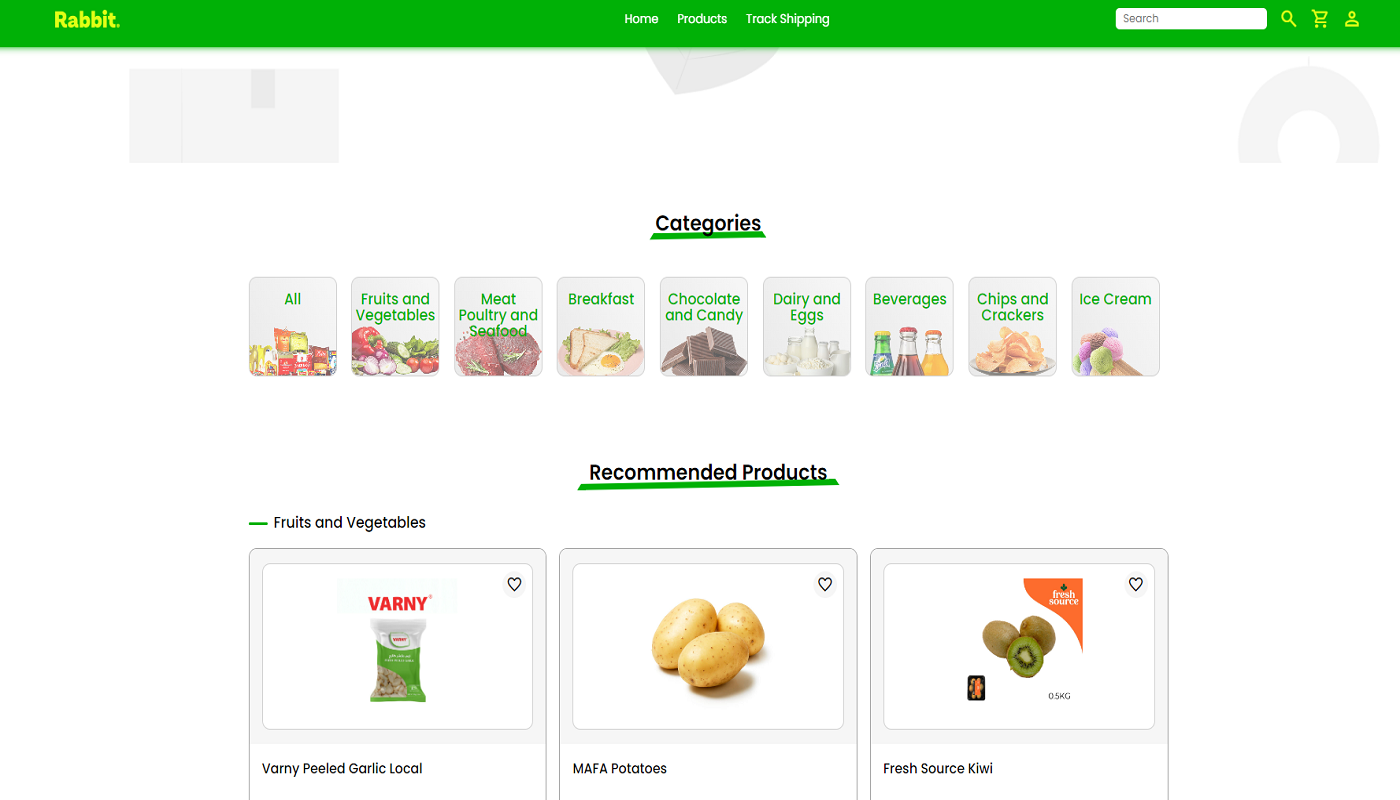 Rabbit.
Home Products Track Shipping
Search
Categories
All
Fruits and
Vegetables
Meat
Poultry and
Seafood
Breakfast
Chocolate
and Candy
Dairy and
Eggs
Beverages
Chips and
Crackers
Ice Cream
Recommended Products
Fruits and Vegetables
VARNY
VARNY
fresh
source
0.5KG
Varny Peeled Garlic Local
MAFA Potatoes
Fresh Source Kiwi